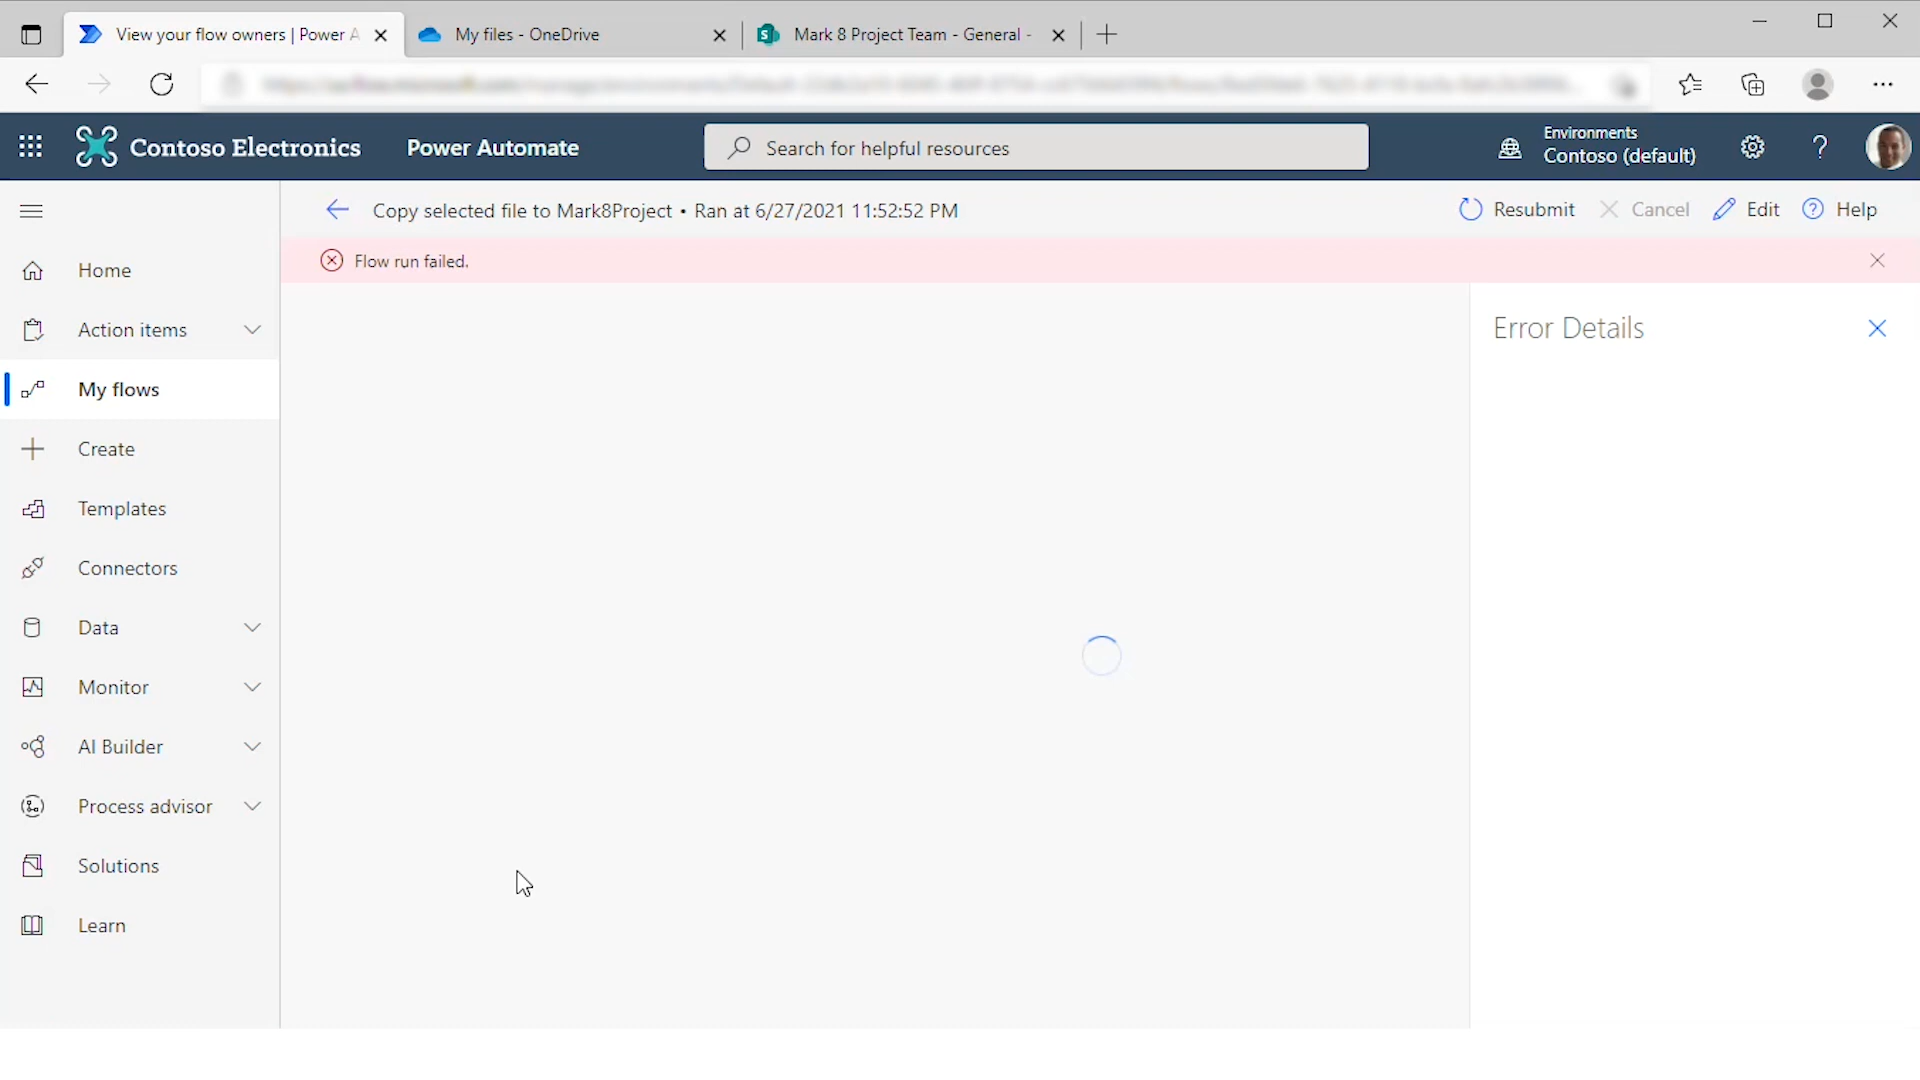 View your flow owners | Power A
My files - OneDrive
Mark 8 Project Team - General -
Contoso Electronics
Power Automate
Search for helpful resources
Environments
Contoso (default)
Copy selected file to Mark8Project • Ran at 6/27/2021 11:52:52 PM
Resubmit
Cancel
Edit
Help
Flow run failed.
Home
Action items
My flows
Create
Templates
Connectors
Data
Monitor
AI Builder
Process advisor
Solutions
Learn
Error Details